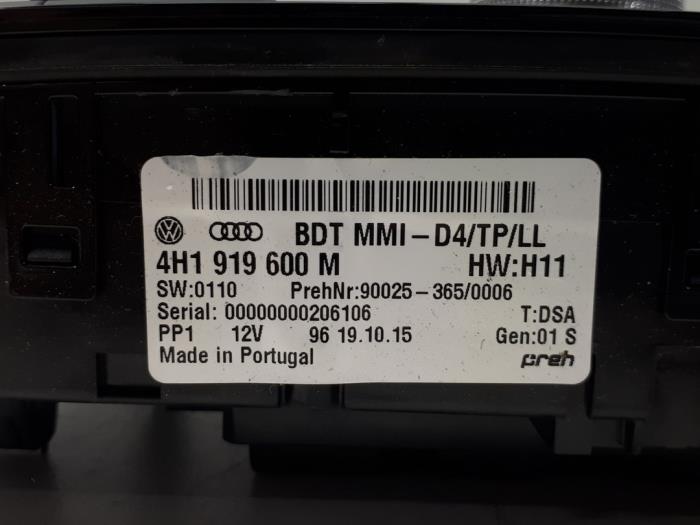 BDT MMI-D4/TP/LL
4H1 919 600 M HW:H11
SW:0110 PrehNr:90025-365/0006
Serial: 00000000206106 T:DSA
PP1 12V 96 19.10.15 Gen:01 S
Made in Portugal preh